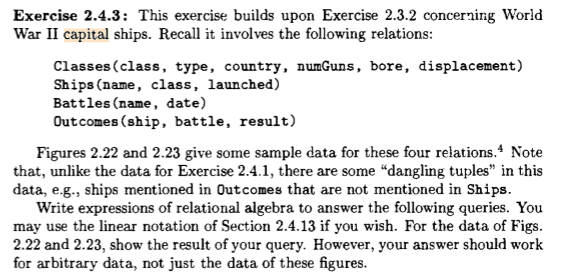 Exercise 2.4.3: This exercise builds upon Exercise 2.3.2 concerning World
War II capital ships. Recall it involves the following relations:
Classes(class, type, country, numGuns, bore, displacement)
Ships(name, class, launched)
Battles(name, date)
Outcomes(ship, battle, result)
Figures 2.22 and 2.23 give some sample data for these four relations.⁴ Note
that, unlike the data for Exercise 2.4.1, there are some “dangling tuples” in this
data, e.g., ships mentioned in Outcomes that are not mentioned in Ships.
Write expressions of relational algebra to answer the following queries. You
may use the linear notation of Section 2.4.13 if you wish. For the data of Figs.
2.22 and 2.23, show the result of your query. However, your answer should work
for arbitrary data, not just the data of these figures.